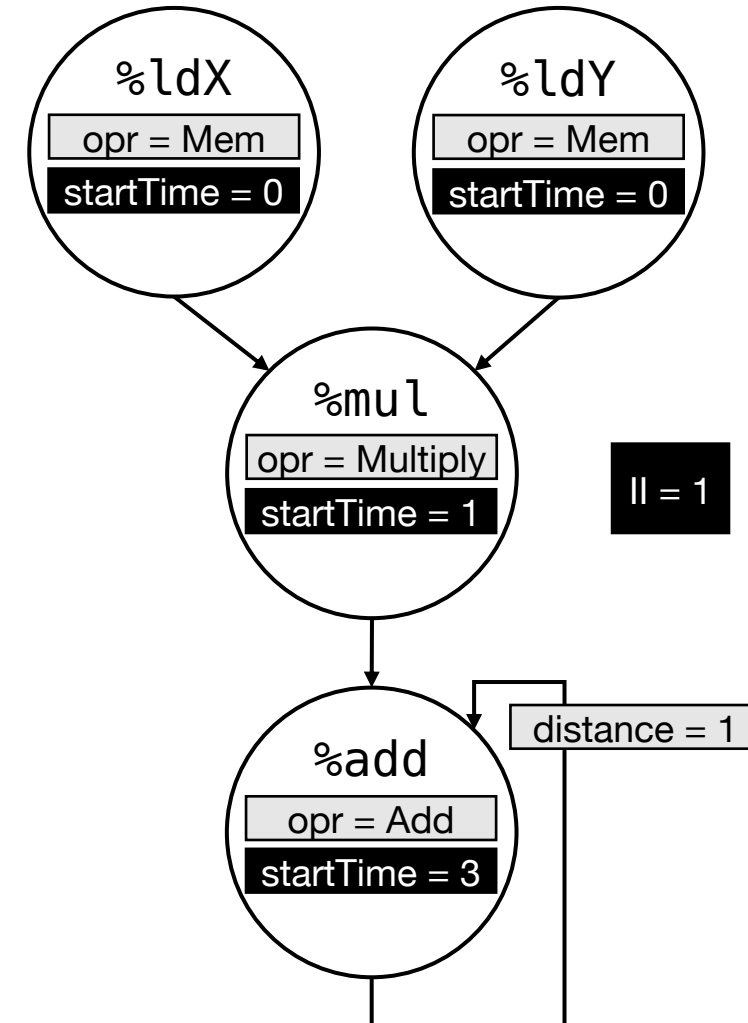 %ldX
opr = Mem
startTime = 0
%ldY
opr = Mem
startTime = 0
%mul
opr = Multiply
startTime = 1
II = 1
distance = 1
%add
opr = Add
startTime = 3